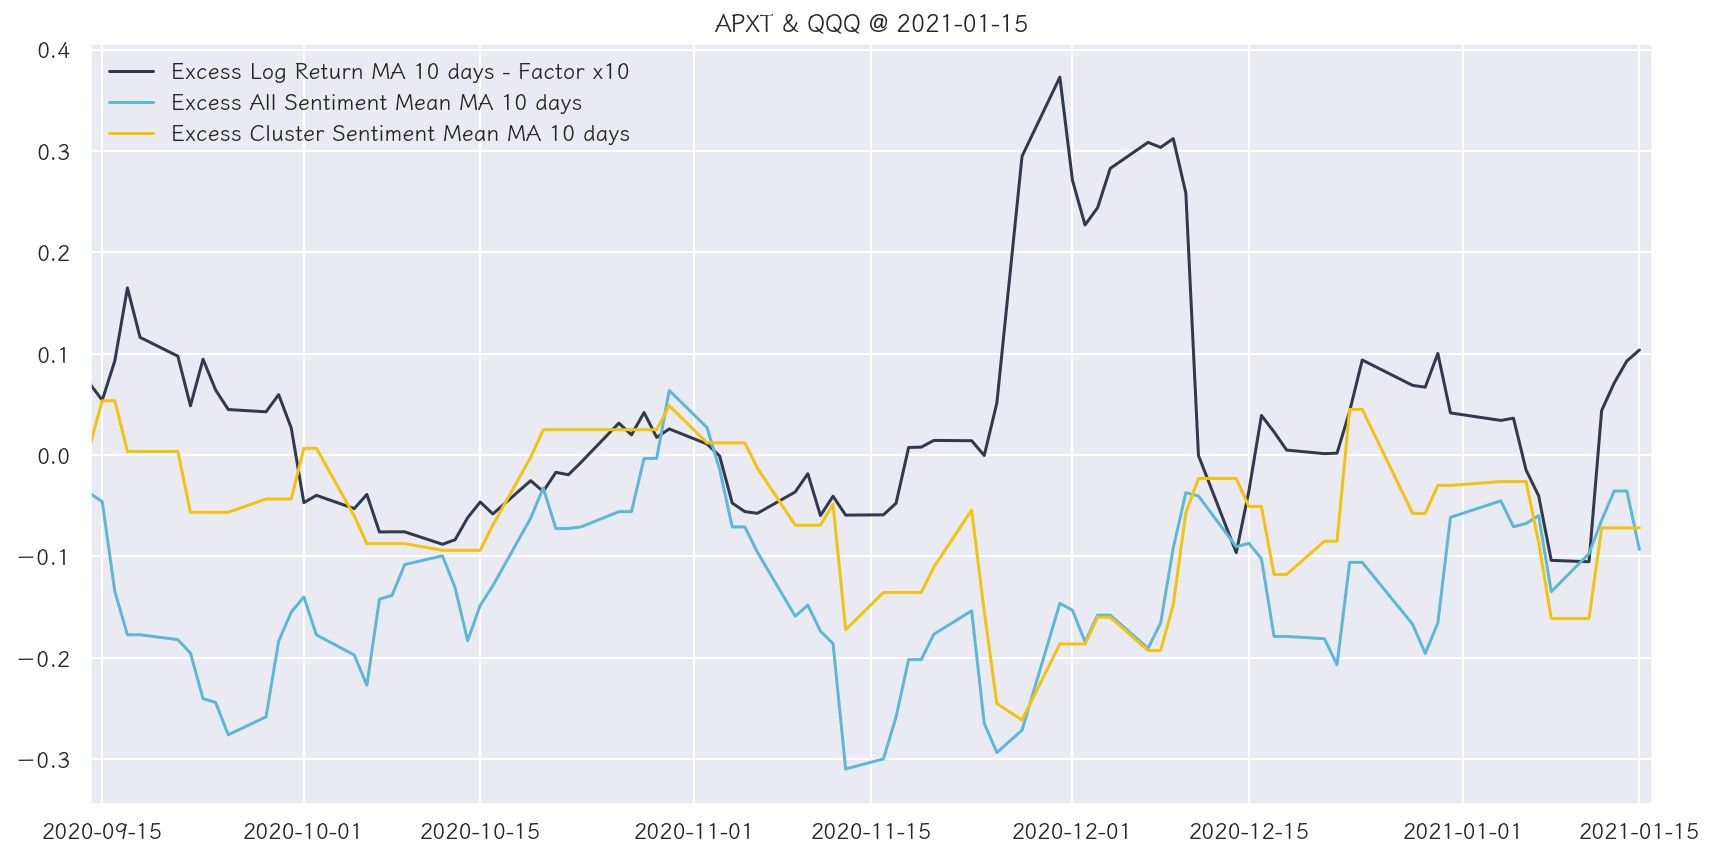 APXT & QQQ @ 2021-01-15
Excess Log Return MA 10 days - Factor x10
Excess All Sentiment Mean MA 10 days
Excess Cluster Sentiment Mean MA 10 days
0.4
0.3
0.2
0.1
0.0
−0.1
−0.2
−0.3
2020-09-15 2020-10-01 2020-10-15 2020-11-01 2020-11-15 2020-12-01 2020-12-15 2021-01-01 2021-01-15